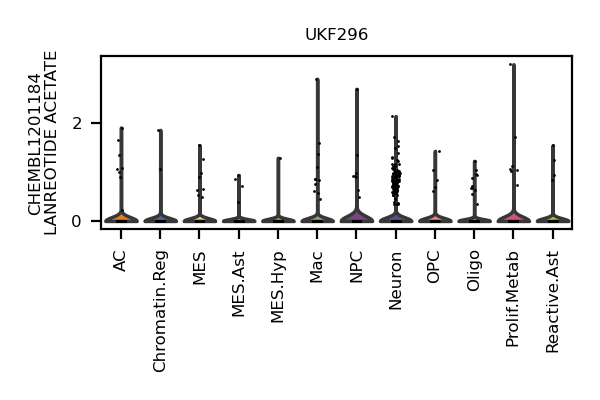 UKF296
CHEMBL1201184
LANREOTIDE ACETATE
2
0
AC
Chromatin.Reg
MES
MES.Ast
MES.Hyp
Mac
NPC
Neuron
OPC
Oligo
Prolif.Metab
Reactive.Ast